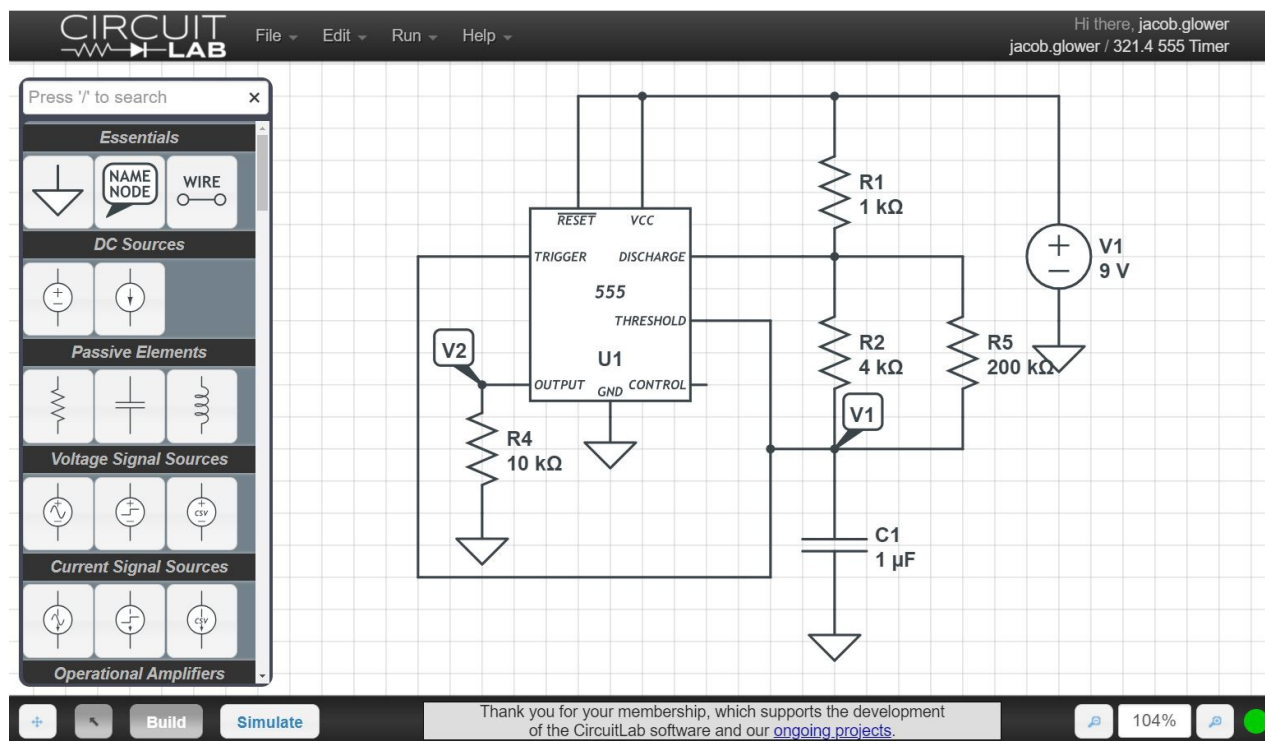 CIRCUIT
LAB
File
Edit
Run
Help
Hi there, jacob.glower
jacob.glower / 321.4 555 Timer
Press '/' to search
×
Essentials
NAME
NODE
WIRE
DC Sources
Passive Elements
Voltage Signal Sources
csv
Current Signal Sources
csv
Operational Amplifiers
RESET
VCC
TRIGGER
DISCHARGE
555
THRESHOLD
U1
OUTPUT
GND
CONTROL
R1
1 kΩ
V1
9 V
R2
4 kΩ
R5
200 kΩ
V2
V1
R4
10 kΩ
C1
1 µF
Build
Simulate
Thank you for your membership, which supports the development
of the CircuitLab software and our ongoing projects.
104%